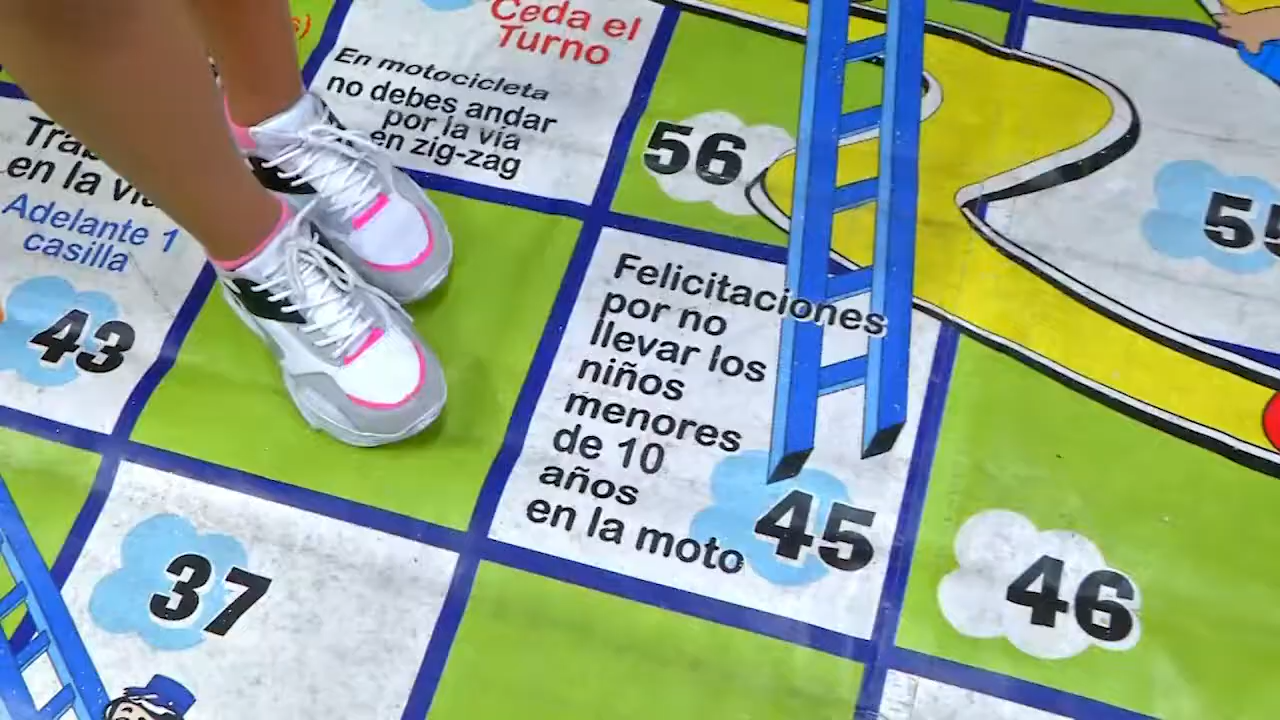 Ceda el
Turno
En motocicleta
no debes andar
por la vía
en zig-zag
56
55
en la vía
Adelante 1
casilla
43
Felicitaciones
por no
llevar los
niños
menores
de 10
años
en la moto
45
46
37